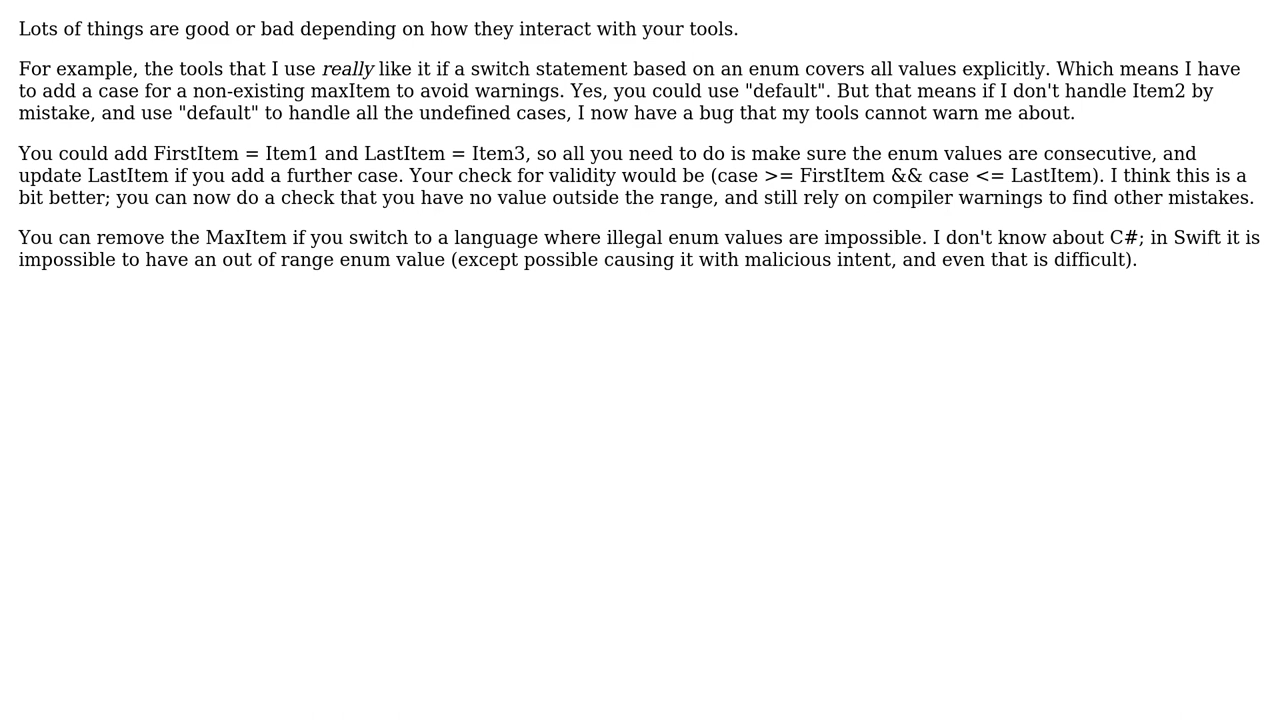 Lots of things are good or bad depending on how they interact with your tools.
For example, the tools that I use really like it if a switch statement based on an enum covers all values explicitly. Which means I have
to add a case for a non-existing maxItem to avoid warnings. Yes, you could use "default". But that means if I don't handle Item2 by
mistake, and use "default" to handle all the undefined cases, I now have a bug that my tools cannot warn me about.
You could add FirstItem = Item1 and LastItem = Item3, so all you need to do is make sure the enum values are consecutive, and
update LastItem if you add a further case. Your check for validity would be (case >= FirstItem && case <= LastItem). I think this is a
bit better; you can now do a check that you have no value outside the range, and still rely on compiler warnings to find other mistakes.
You can remove the MaxItem if you switch to a language where illegal enum values are impossible. I don't know about C#; in Swift it is
impossible to have an out of range enum value (except possible causing it with malicious intent, and even that is difficult).